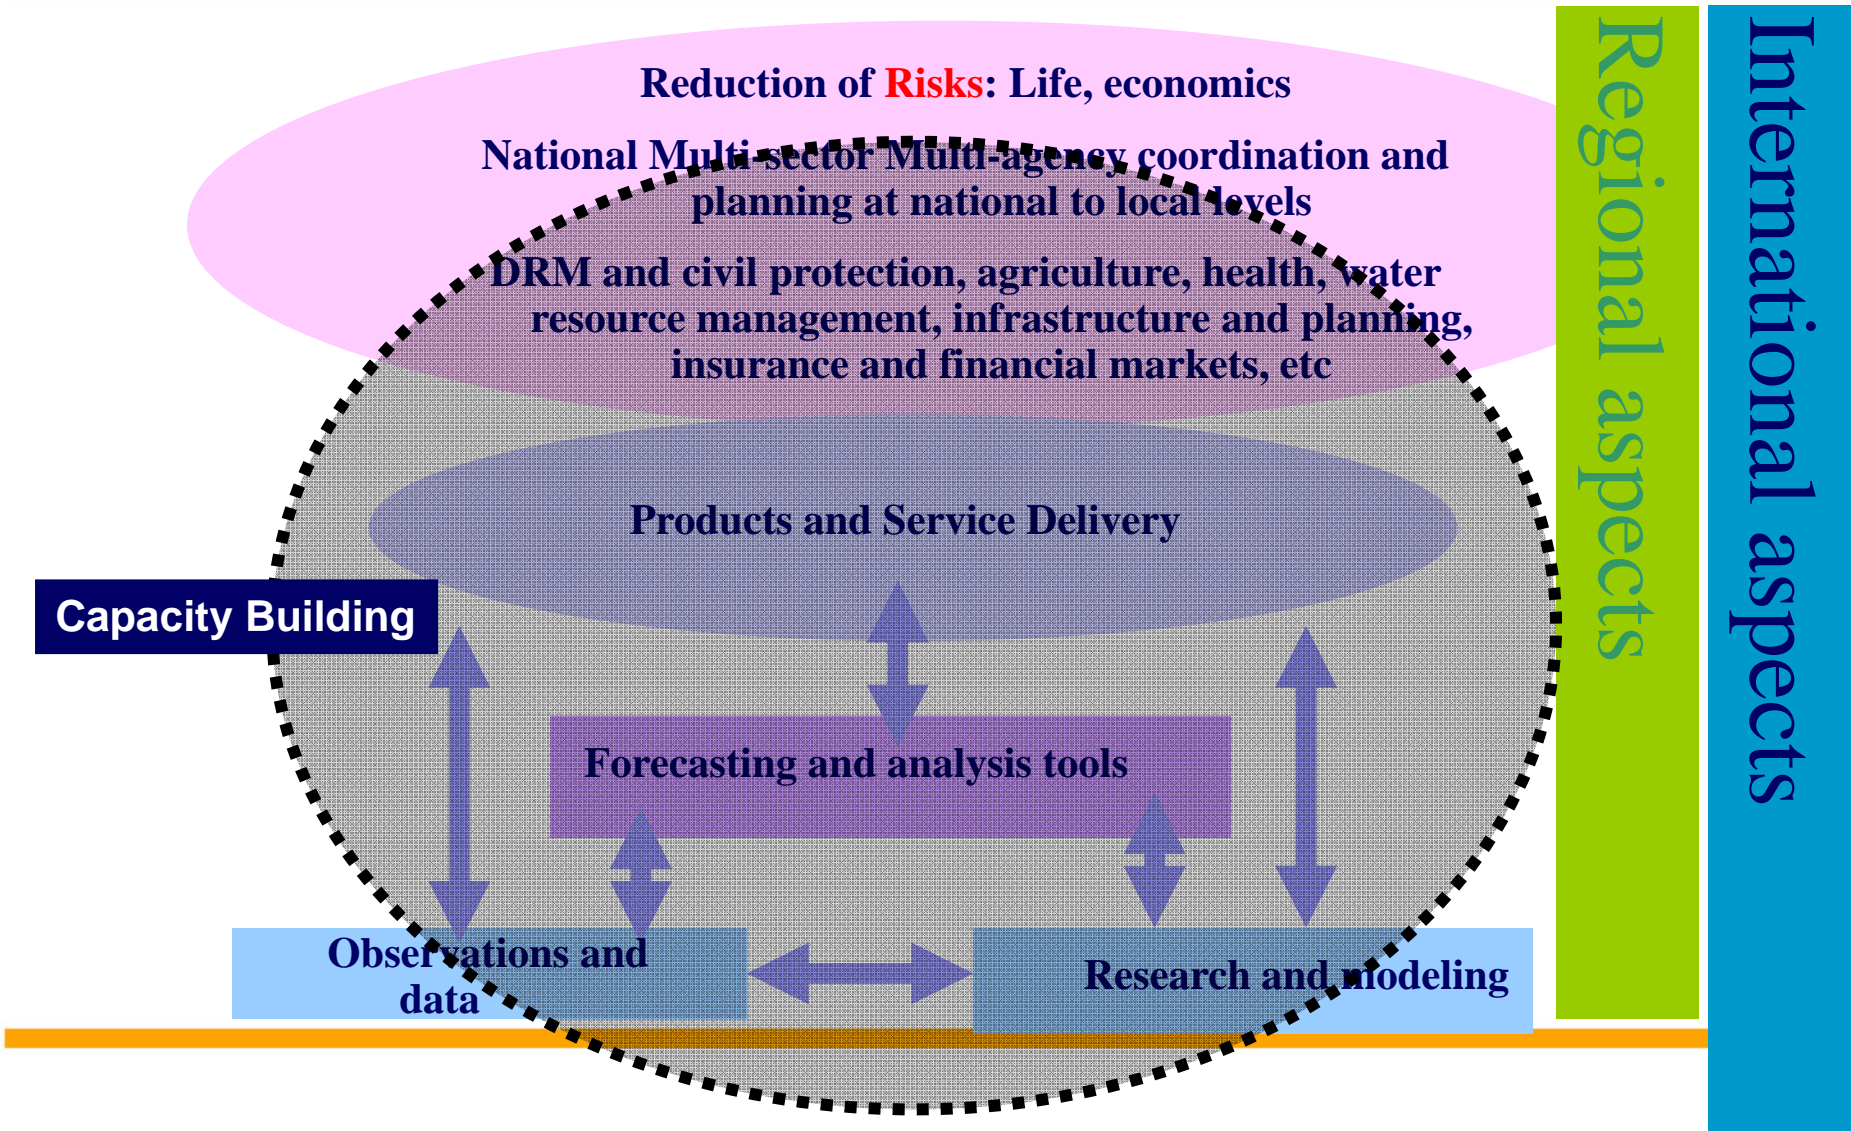 Reduction of Risks: Life, economics
National Multi-sector Multi-agency coordination and
planning at national to local levels
DRM and civil protection, agriculture, health, water
resource management, infrastructure and planning,
insurance and financial markets, etc
Products and Service Delivery
Capacity Building
Forecasting and analysis tools
Observations and
data
Research and modeling
Regional aspects
International aspects